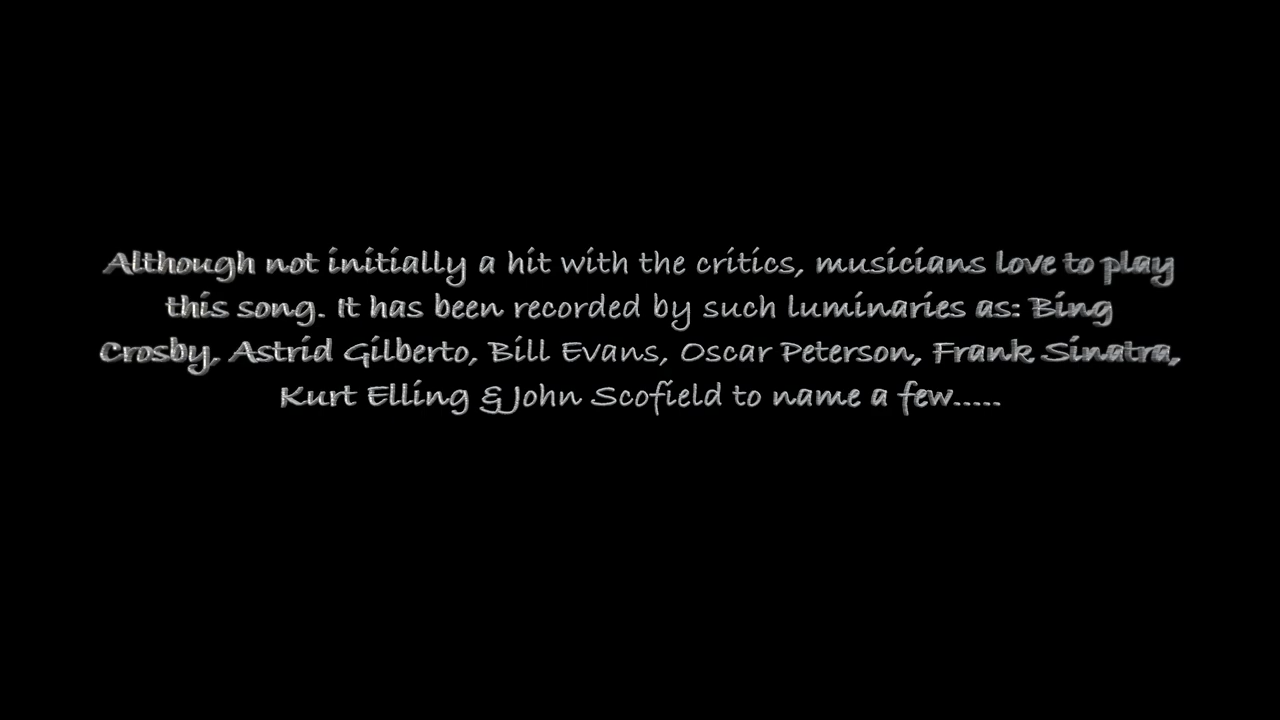 Although not initially a hit with the critics, musicians love to play
this song. It has been recorded by such luminaries as: Bing
Crosby, Astrid Gilberto, Bill Evans, Oscar Peterson, Frank Sinatra,
Kurt Elling & John Scofield to name a few.....